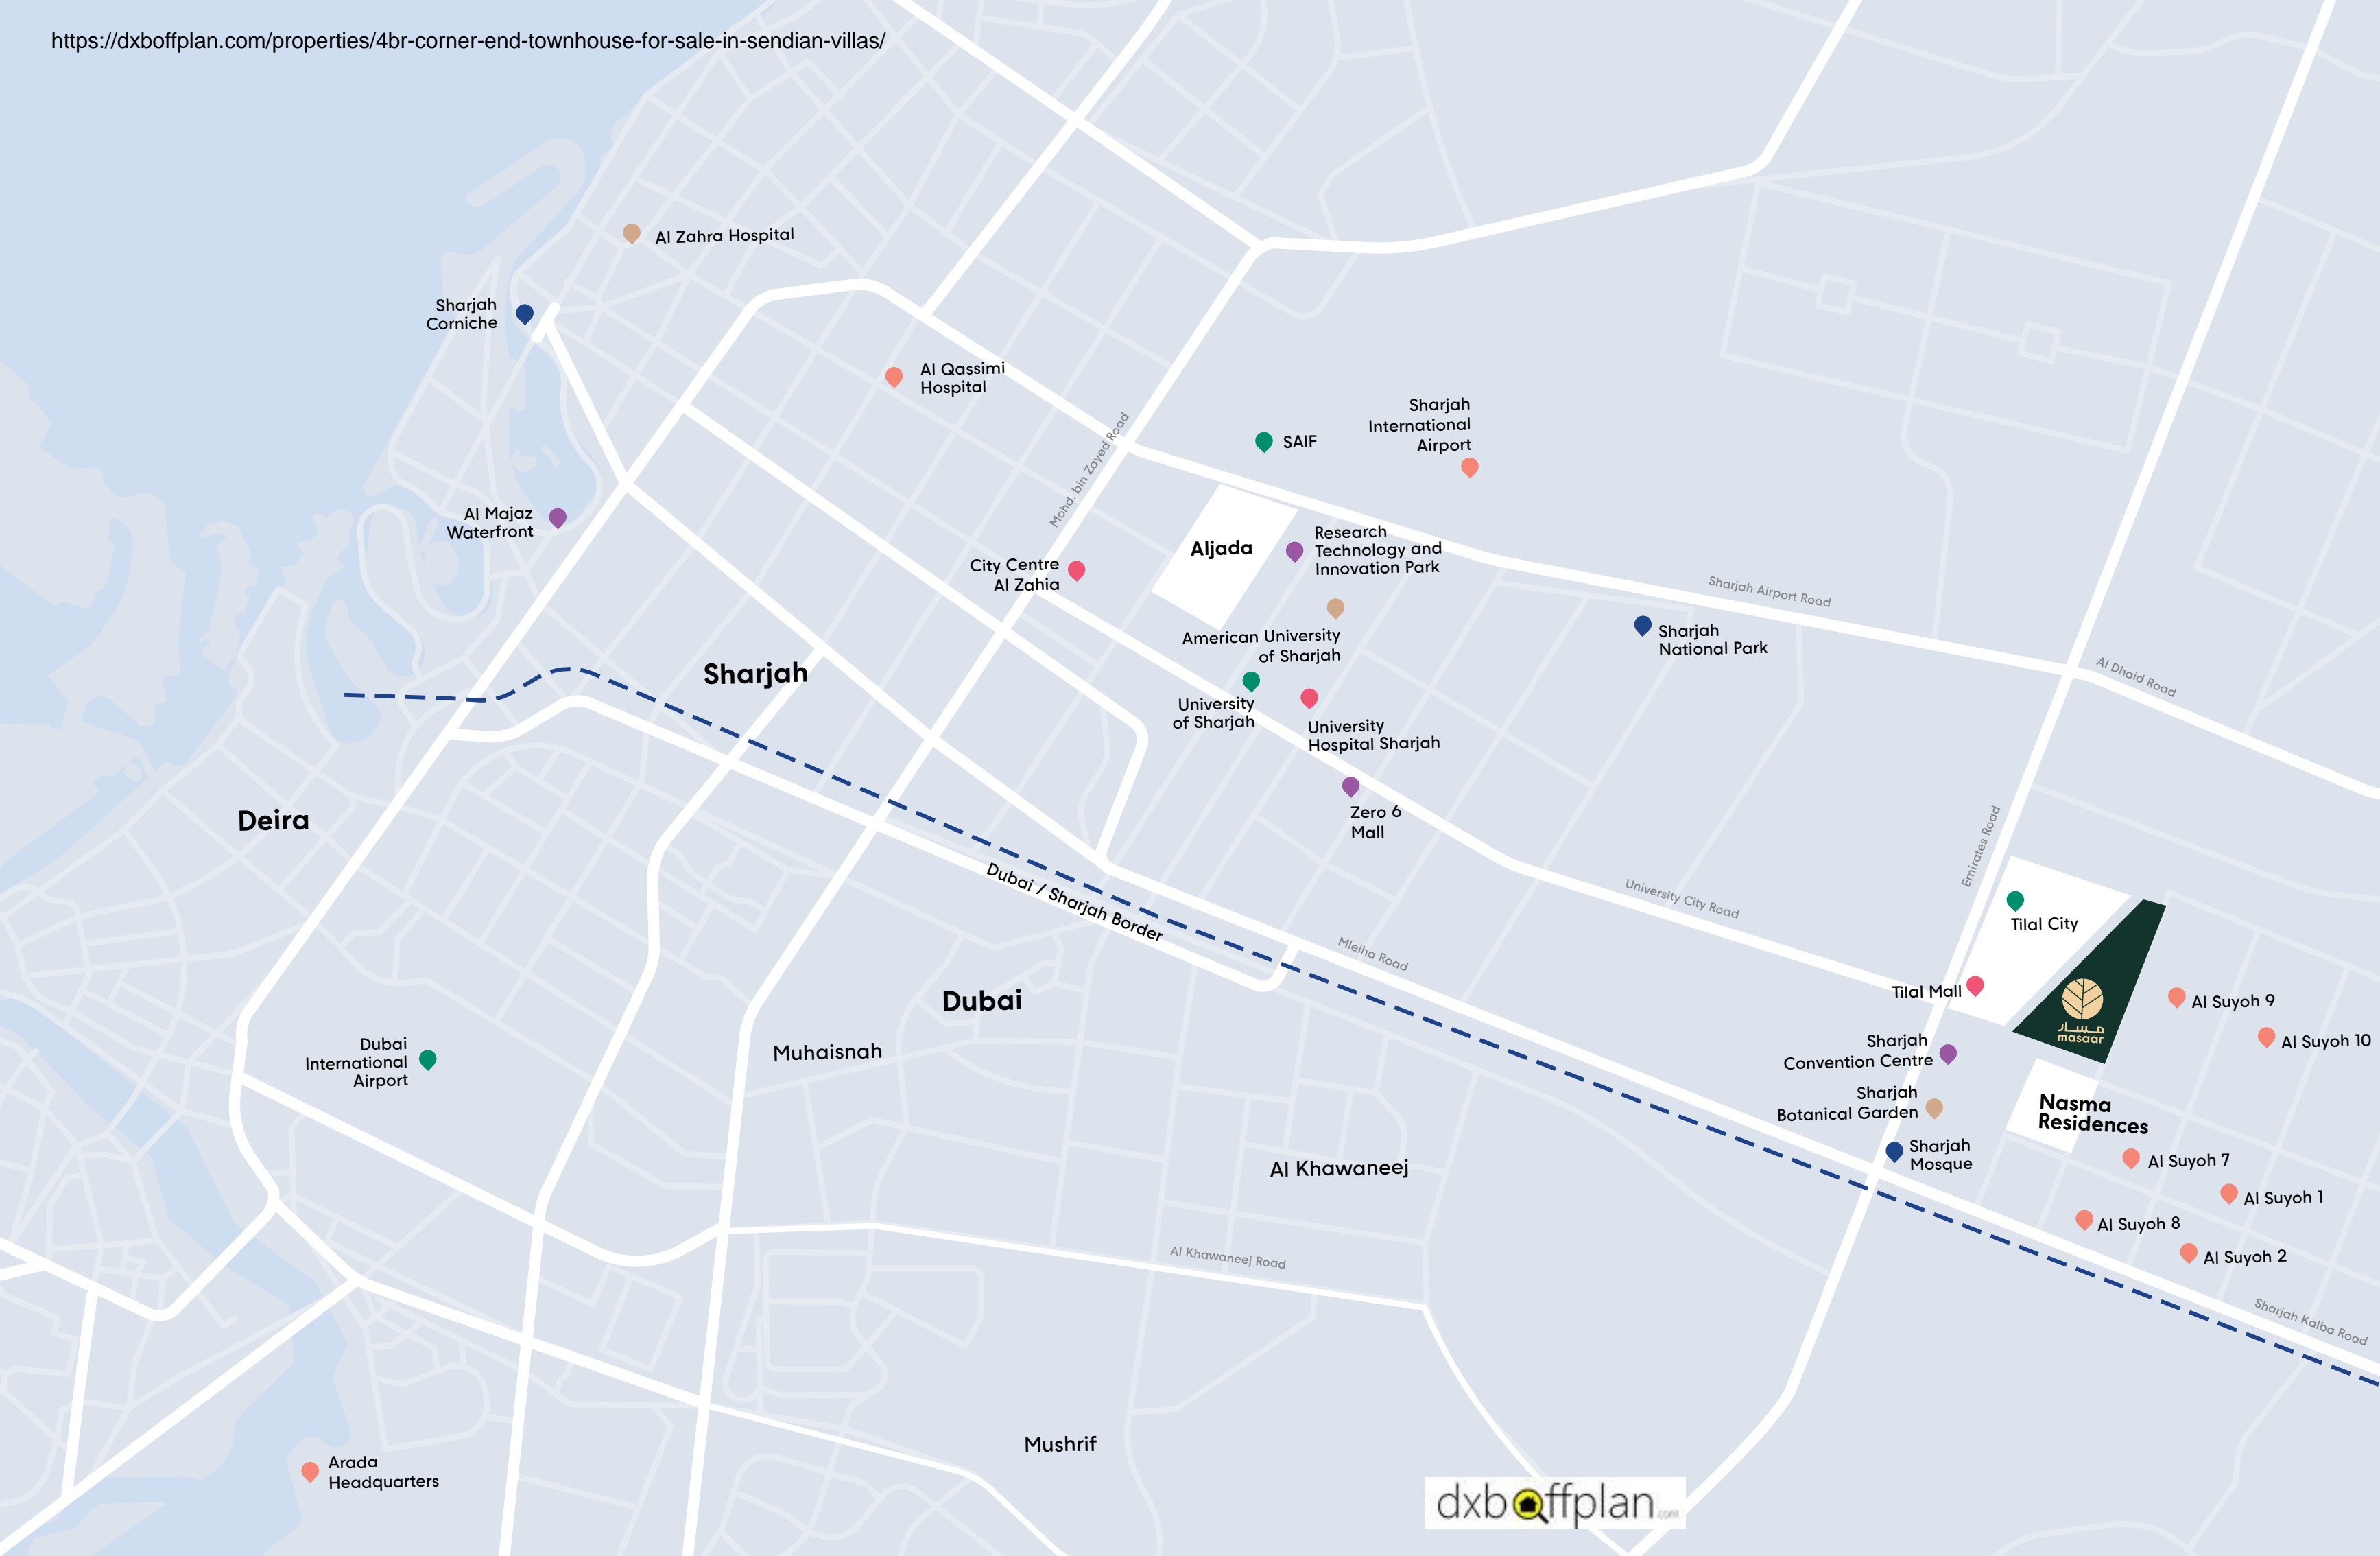 https://dxboffplan.com/properties/4br-corner-end-townhouse-for-sale-in-sendian-villas/
Al Zahra Hospital
Sharjah
Corniche
Al Qassimi
Hospital
Mohd. bin Zayed Road
SAIF
Sharjah
International
Airport
Al Majaz
Waterfront
Aljada
Research
Technology and
Innovation Park
City Centre
Al Zahia
Sharjah Airport Road
American University
of Sharjah
Sharjah
National Park
Sharjah
University
of Sharjah
University
Hospital Sharjah
Al Dhaid Road
Deira
Zero 6
Mall
Emirates Road
Dubai / Sharjah Border
University City Road
Tilal City
Mleiha Road
Tilal Mall
Dubai
مسار
masaar
Al Suyoh 9
Al Suyoh 10
Muhaisnah
Dubai
International
Airport
Sharjah
Convention Centre
Sharjah
Botanical Garden
Nasma
Residences
Sharjah
Mosque
Al Khawaneej
Al Suyoh 7
Al Suyoh 1
Al Suyoh 8
Al Suyoh 2
Al Khawaneej Road
Sharjah Kalba Road
Mushrif
Arada
Headquarters
dxboffplan.com